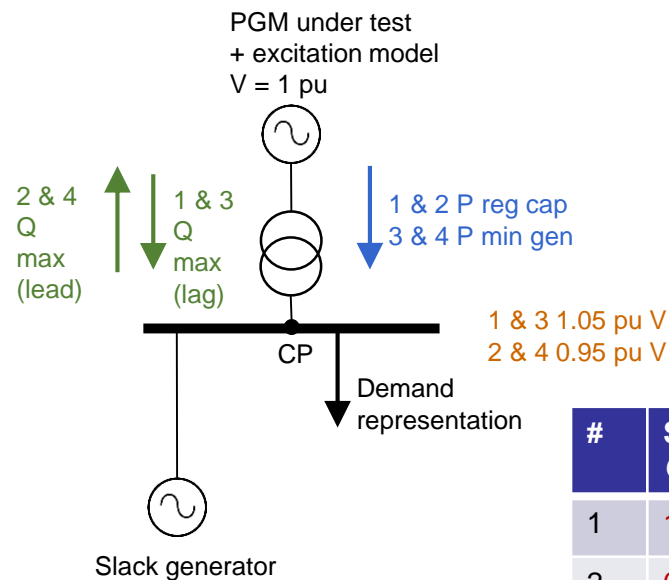 PGM under test
+ excitation model
V = 1 pu
2 & 4
Q
max
(lead)
1 & 3
Q
max
(lag)
1 & 2 P reg cap
3 & 4 P min gen
1 & 3 1.05 pu V
2 & 4 0.95 pu V
CP
Demand
representation
Slack generator
#
1